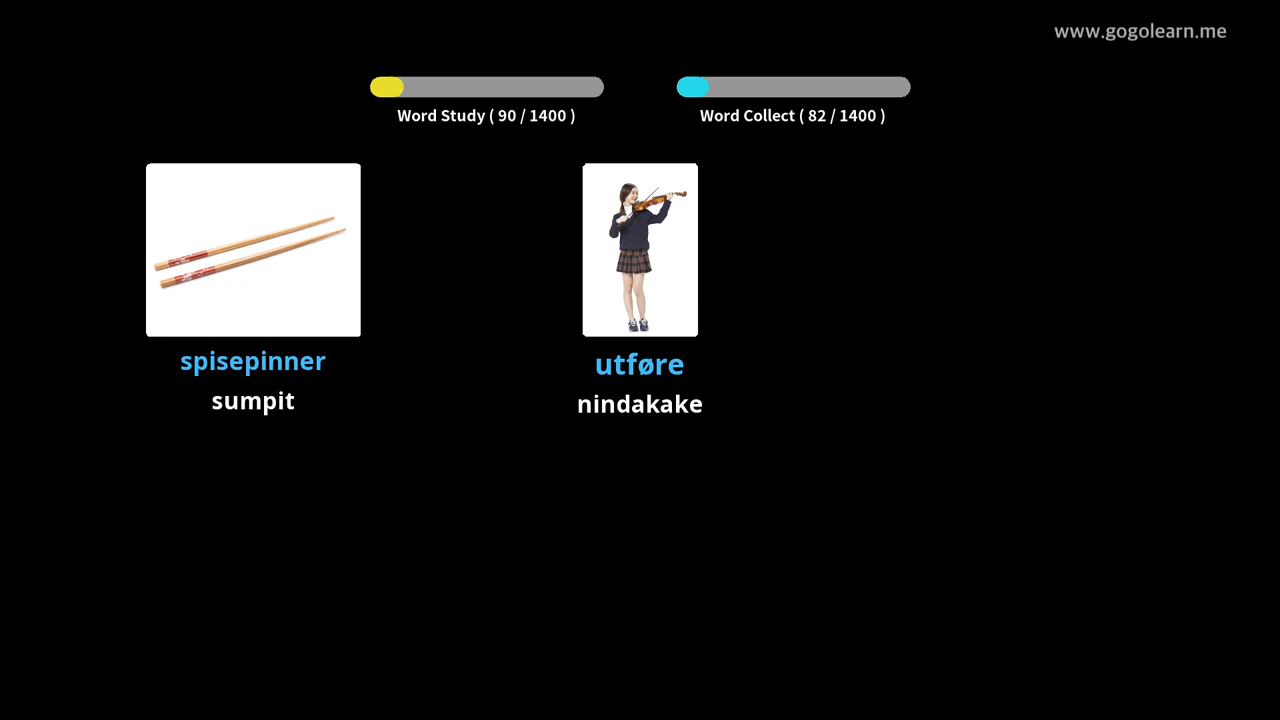 www.gogolearn.me
Word Study ( 90 / 1400 )
Word Collect ( 82 / 1400 )
spisepinner
sumpit
utføre
nindakake